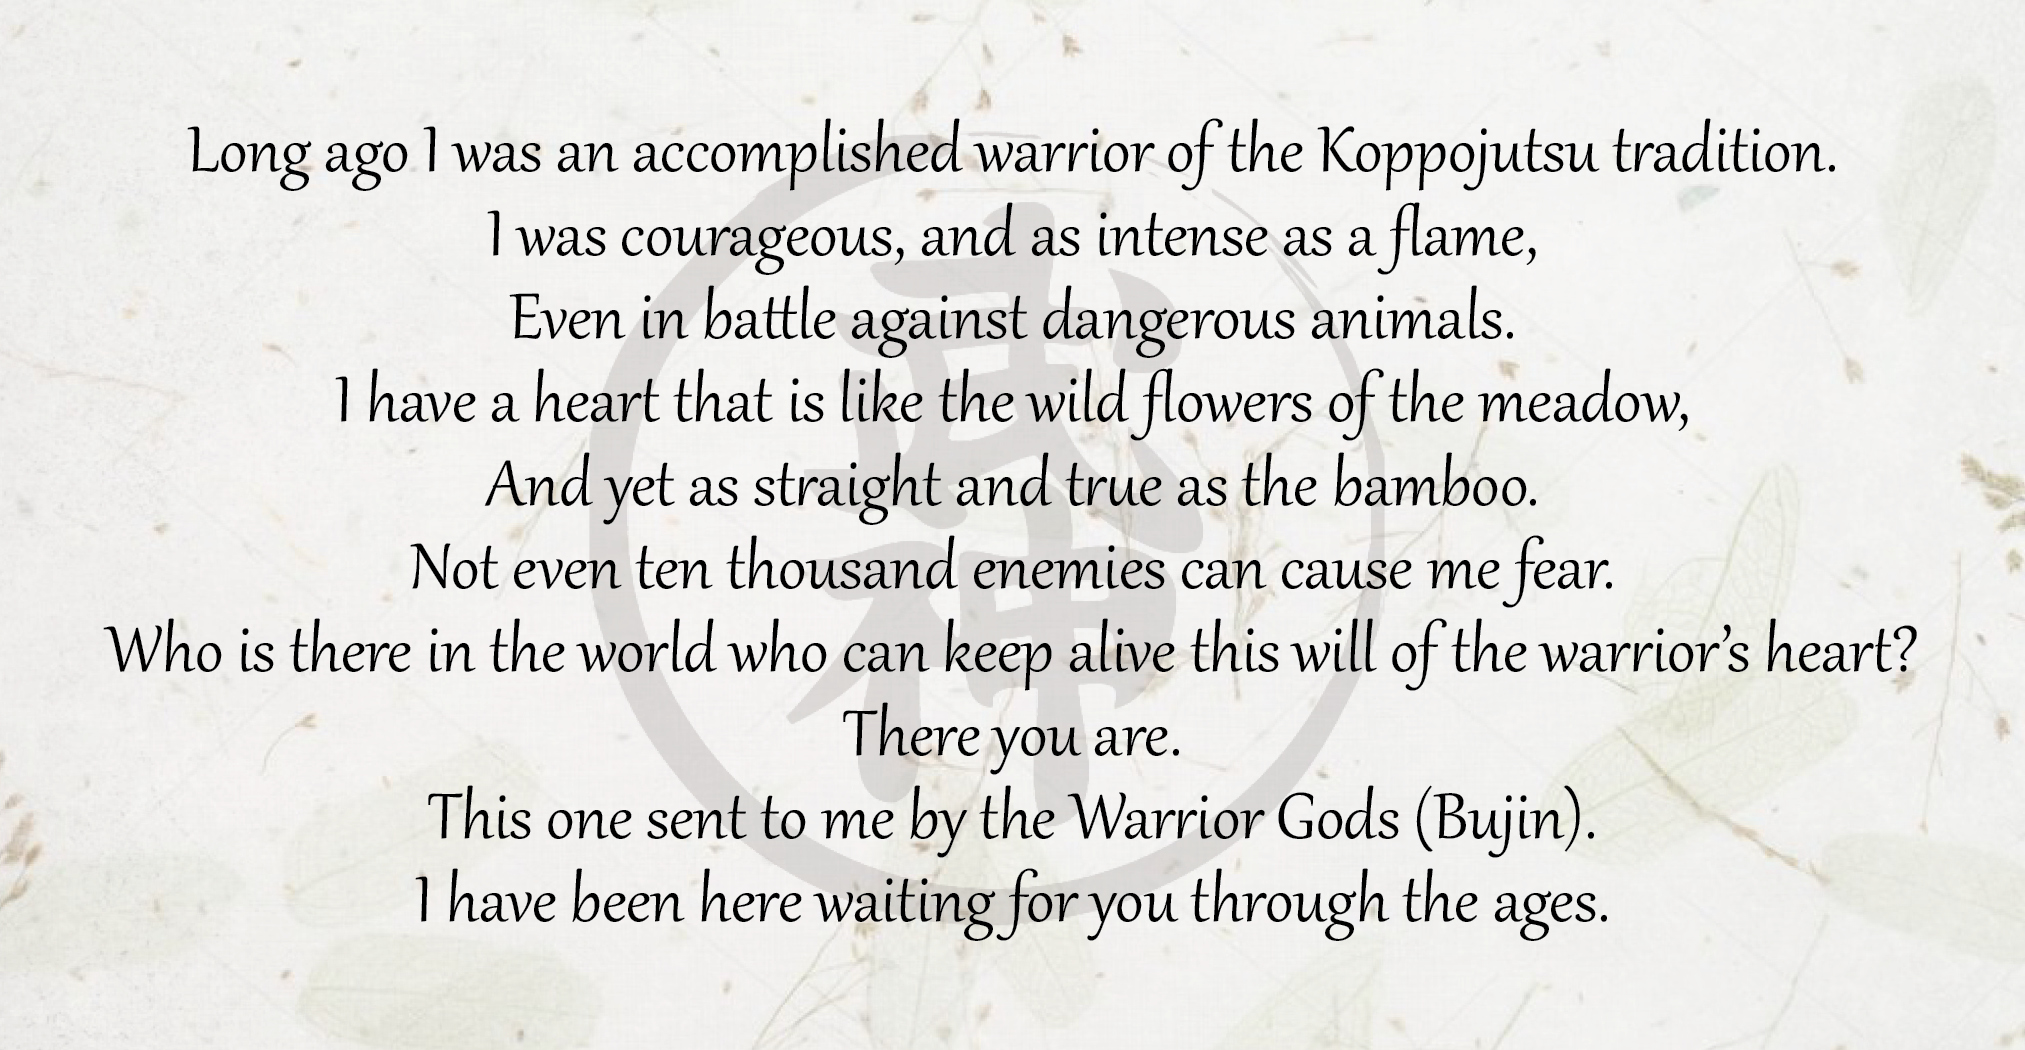 Long ago I was an accomplished warrior of the Koppojutsu tradition.
I was courageous, and as intense as a flame,
Even in battle against dangerous animals.
I have a heart that is like the wild flowers of the meadow,
And yet as straight and true as the bamboo.
Not even ten thousand enemies can cause me fear.
Who is there in the world who can keep alive this will of the warrior’s heart?
There you are.
This one sent to me by the Warrior Gods (Bujin).
I have been here waiting for you through the ages.
武
神